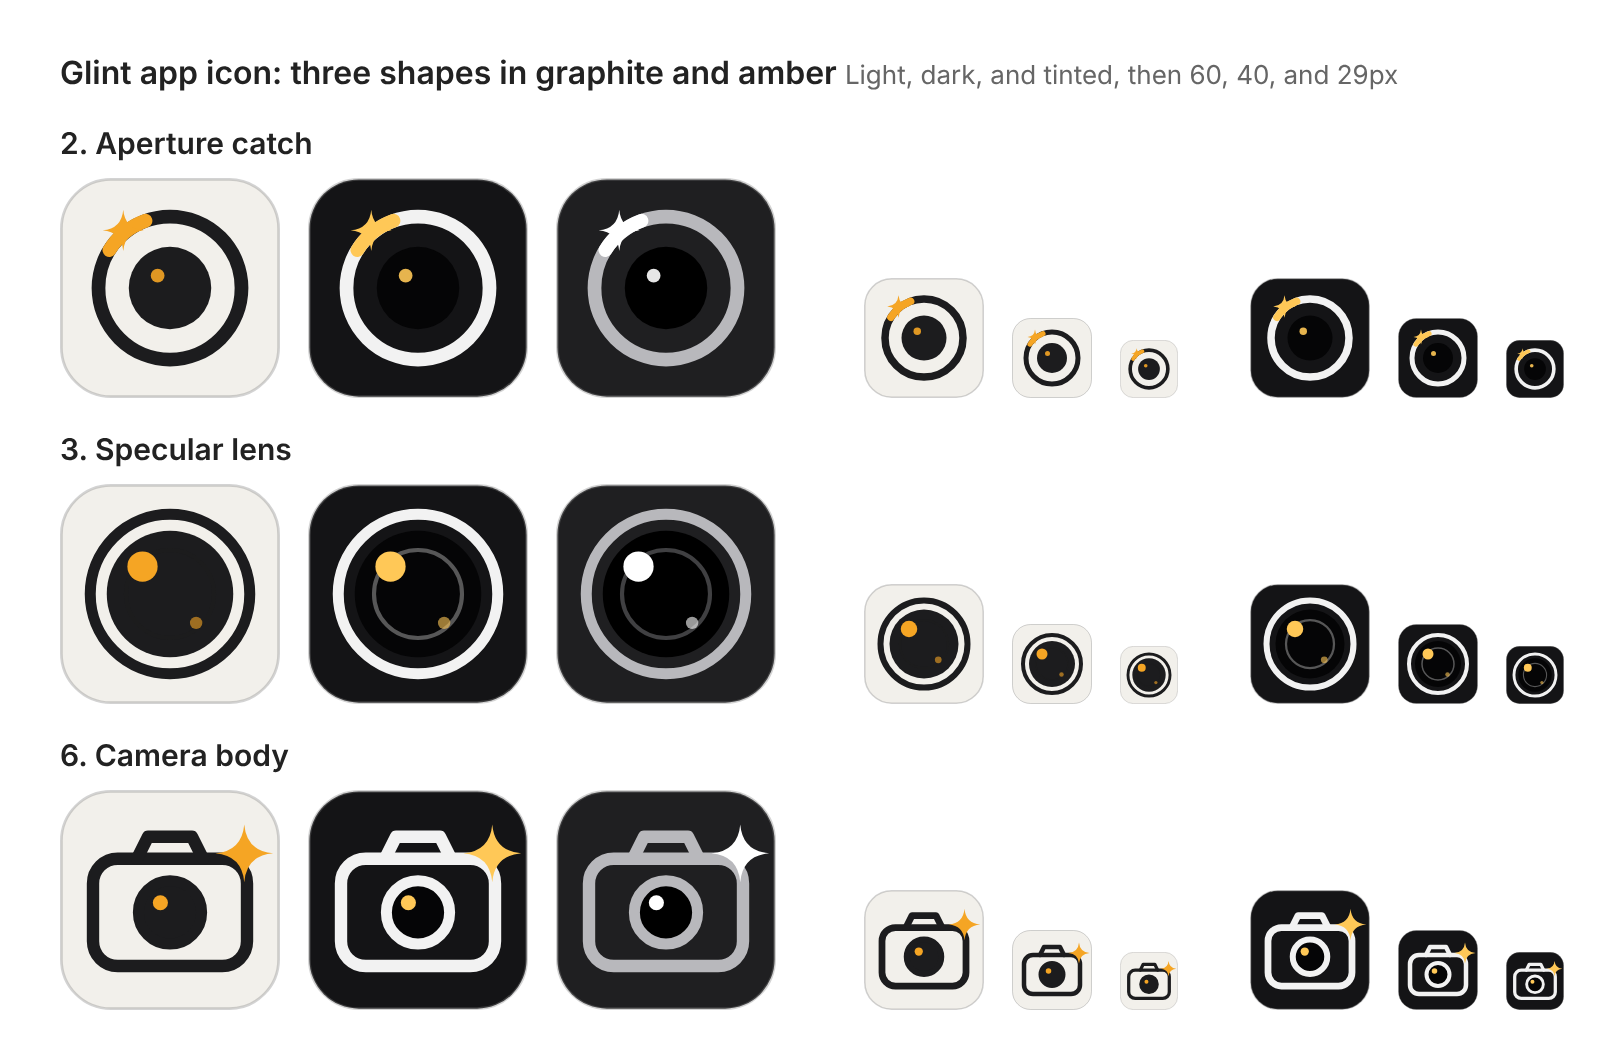 Glint app icon: three shapes in graphite and amber Light, dark, and tinted, then 60, 40, and 29px
2. Aperture catch
3. Specular lens
6. Camera body